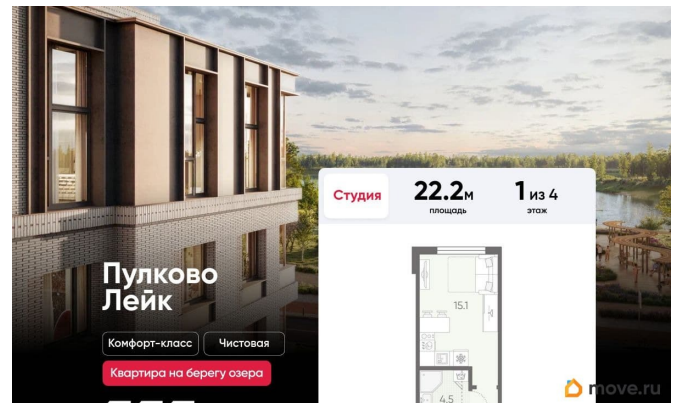 Студия
22.2м
площадь
1 из 4
этаж
Пулково
Лейк
15.1
Комфорт-класс
Чистовая
Квартира на берегу озера
4.5
move.ru